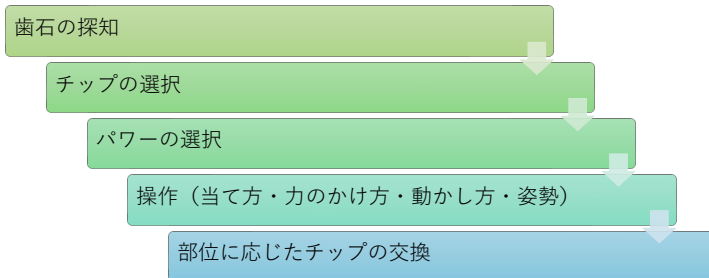 歯石の探知
チップの選択
パワーの選択
操作（当て方・力のかけ方・動かし方・姿勢）
部位に応じたチップの交換